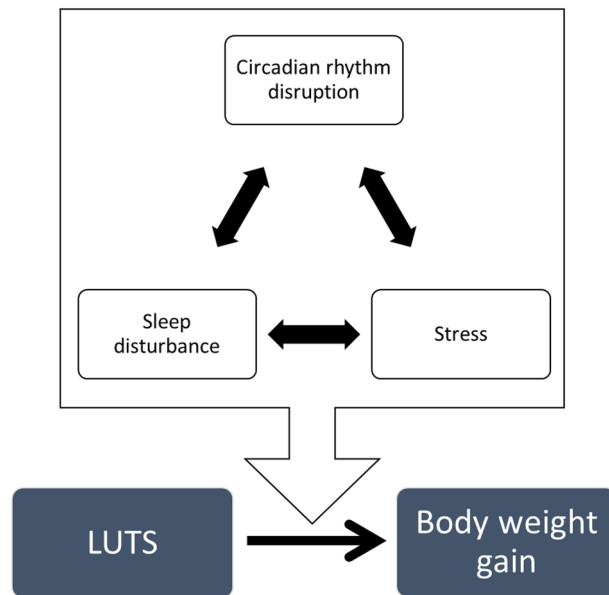 Circadian rhythm
disruption
Sleep
disturbance
Stress
LUTS
Body weight
gain